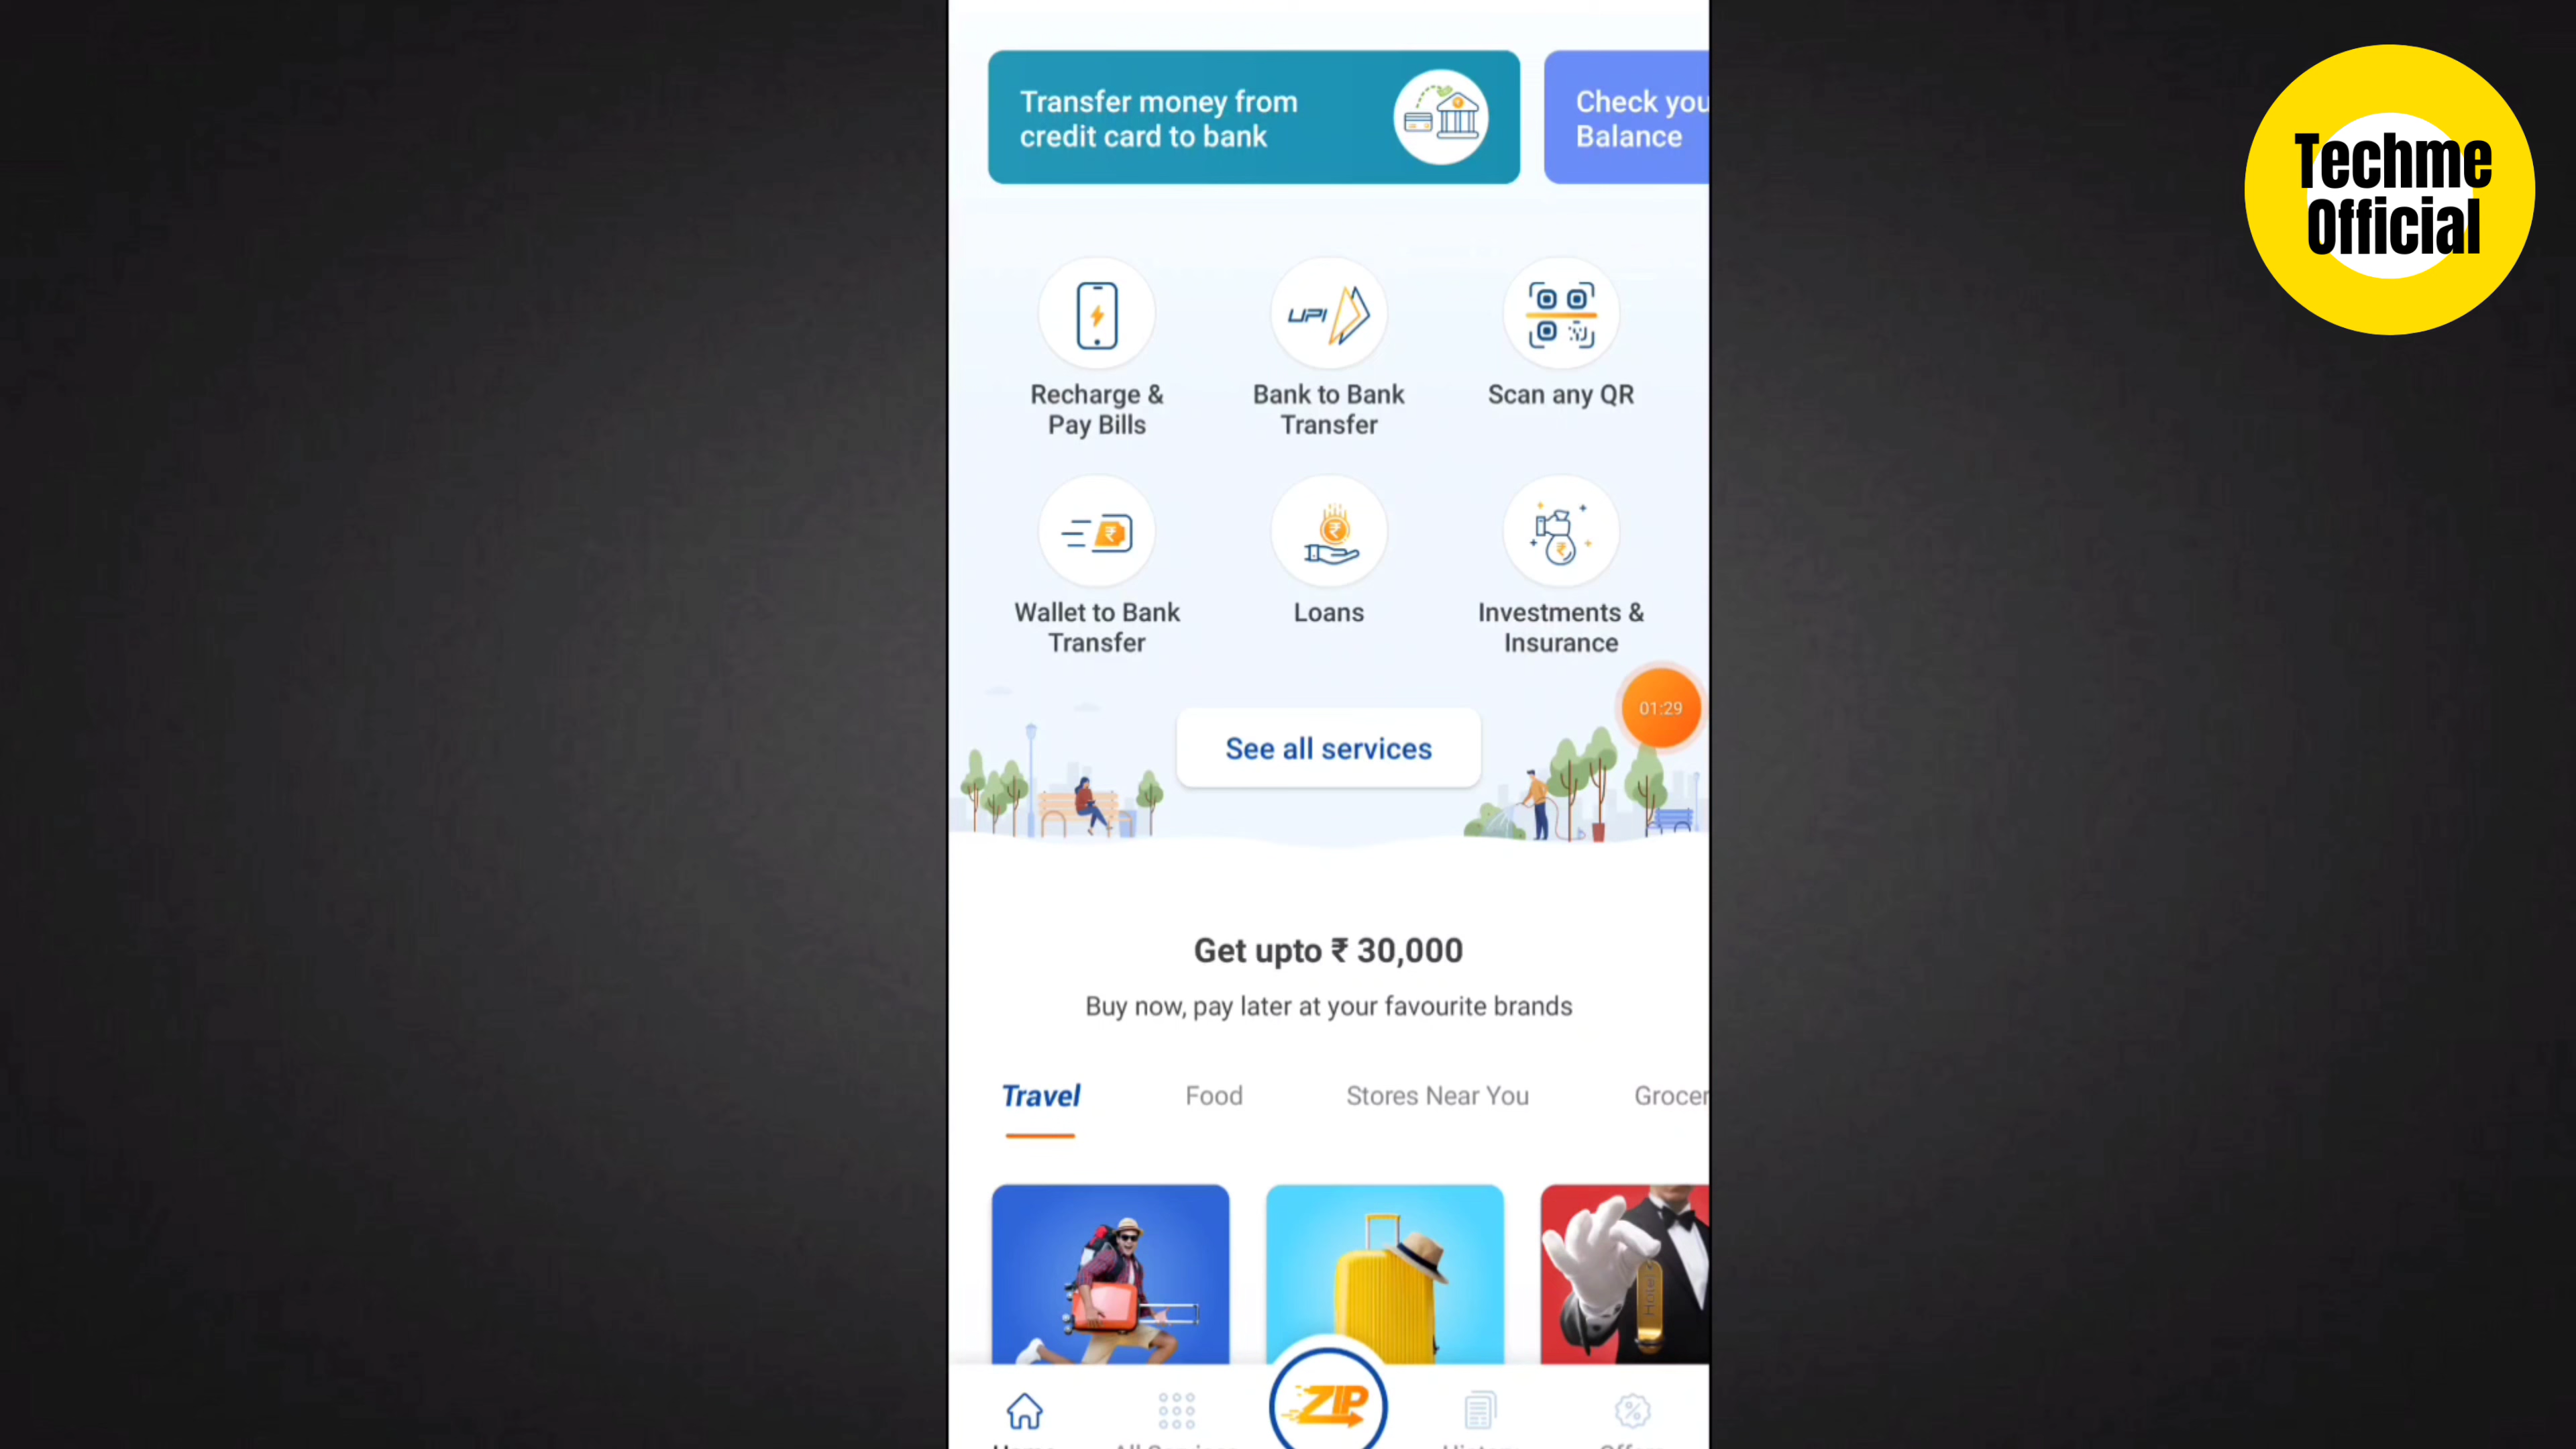 Techme
Official
Transfer money from
credit card to bank
Check you
Balance
UPI
Recharge &
Pay Bills
Bank to Bank
Transfer
Scan any QR
Wallet to Bank
Transfer
Loans
Investments &
Insurance
01:29
See all services
Get upto ₹ 30,000
Buy now, pay later at your favourite brands
Travel
Food
Stores Near You
Grocer
Hotel
ZIP